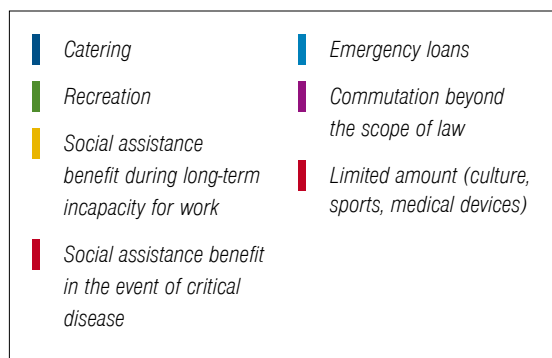 Catering
Recreation
Social assistance
benefit during long-term
incapacity for work
Social assistance benefit
in the event of critical
disease
Emergency loans
Commutation beyond
the scope of law
Limited amount (culture,
sports, medical devices)